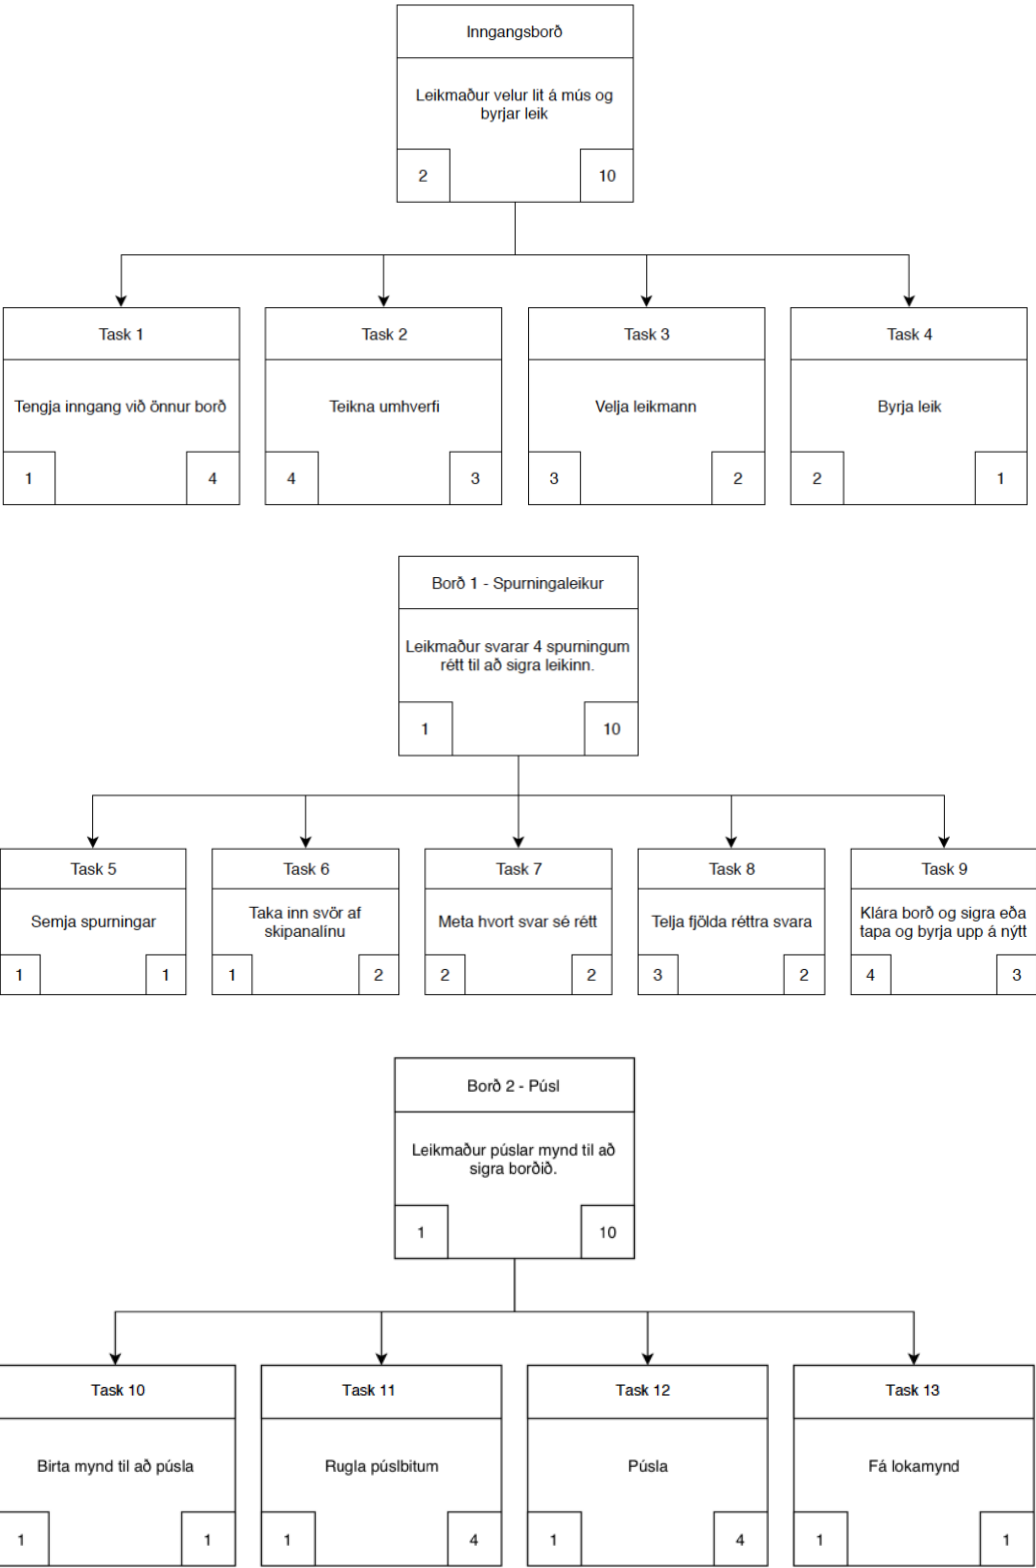 Inngangsborð
Leikmaður velur lit á mús og
byrjar leik
2
10
Task 1
Tengja inngang við önnur borð
1
4
Task 2
Teikna umhverfi
4
3
Task 3
Velja leikmann
3
2
Task 4
Byrja leik
2
1
Borð 1 - Spurningaleikur
Leikmaður svarar 4 spurningum
rétt til að sigra leikinn.
1
10
Task 5
Semja spurningar
1
1
Task 6
Taka inn svör af
skipanalínu
1
2
Task 7
Meta hvort svar sé rétt
2
2
Task 8
Telja fjölda réttra svara
3
2
Task 9
Klára borð og sigra eða
tapa og byrja upp á nýtt
4
3
Borð 2 - Púsl
Leikmaður púslar mynd til að
sigra borðið.
1
10
Task 10
Birta mynd til að púsla
1
1
Task 11
Rugla púslbitum
1
4
Task 12
Púsla
1
4
Task 13
Fá lokamynd
1
1